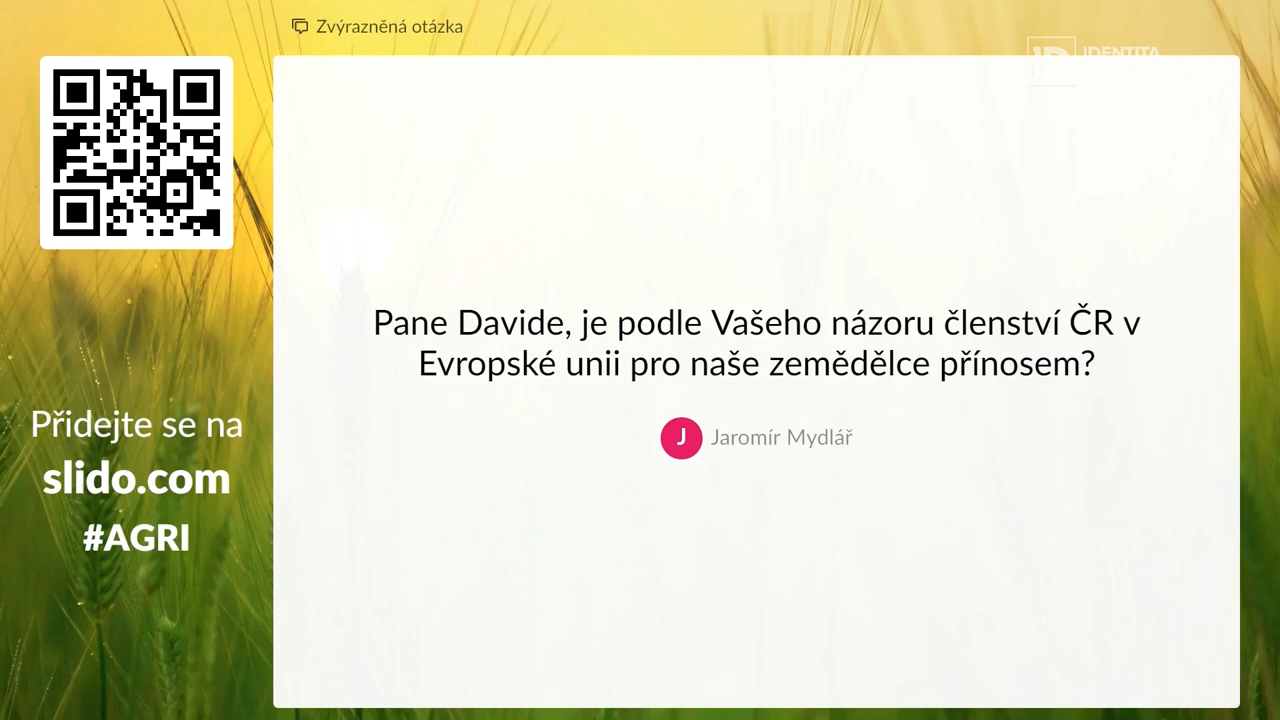 Zvýrazněná otázka
IDENTITA
Pane Davide, je podle Vašeho názoru členství ČR v
Evropské unii pro naše zemědělce přínosem?
J Jaromír Mydlář
Přidejte se na
slido.com
#AGRI